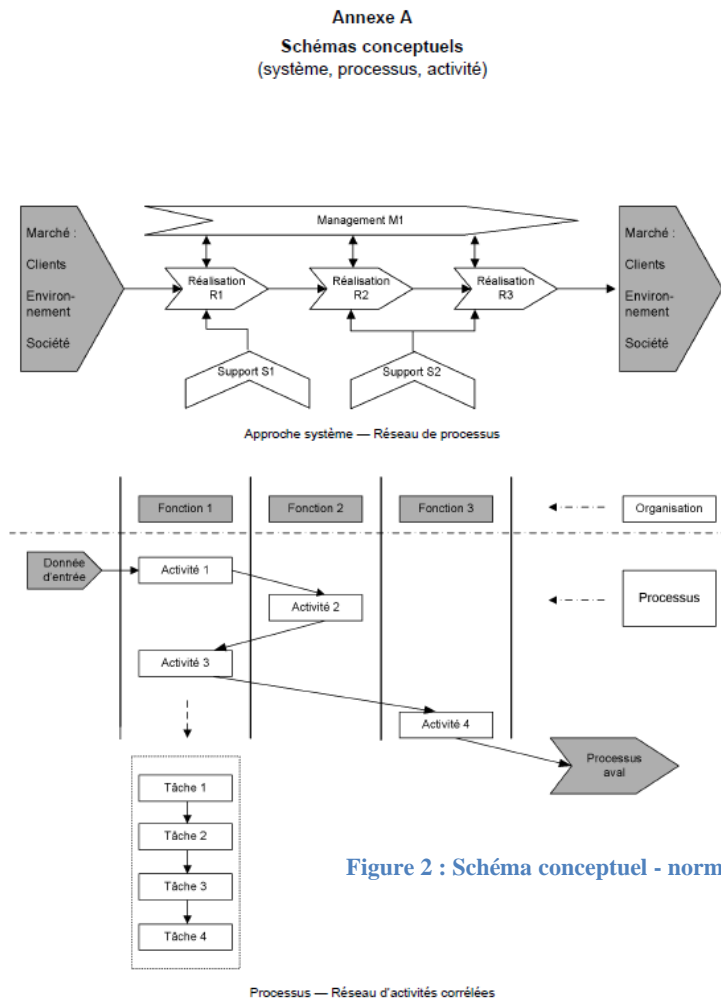 Annexe A
Schémas conceptuels
(système, processus, activité)
Management M1
Marché :
Clients
Environ-
nement
Société
Réalisation
R1
Réalisation
R2
Réalisation
R3
Marché :
Clients
Environ-
nement
Société
Support S1
Support S2
Approche système — Réseau de processus
Fonction 1
Fonction 2
Fonction 3
Organisation
Donnée
d'entrée
Activité 1
Activité 2
Processus
Activité 3
Activité 4
Processus
aval
Tâche 1
Tâche 2
Tâche 3
Tâche 4
Figure 2 : Schéma conceptuel - norm
Processus — Réseau d'activités corrélées